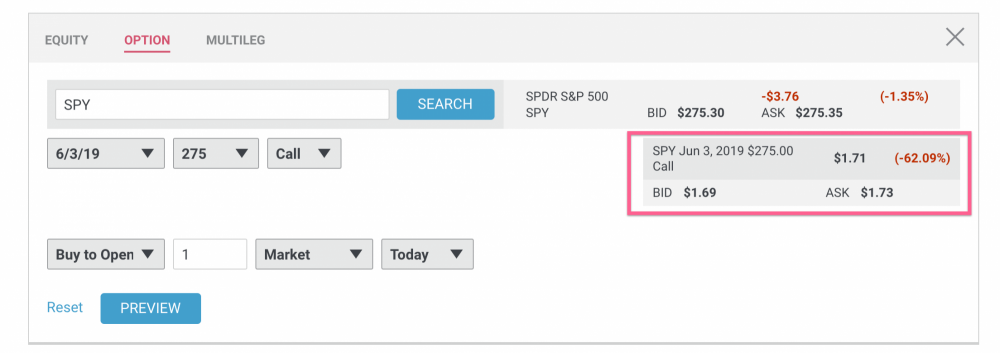 EQUITY OPTION MULTILEG
SPY SEARCH
SPDR S&P 500 -$3.76 (-1.35%)
SPY BID $275.30 ASK $275.35
6/3/19 275 Call
SPY Jun 3, 2019 $275.00 $1.71 (-62.09%)
Call
BID $1.69 ASK $1.73
Buy to Open 1 Market Today
Reset PREVIEW